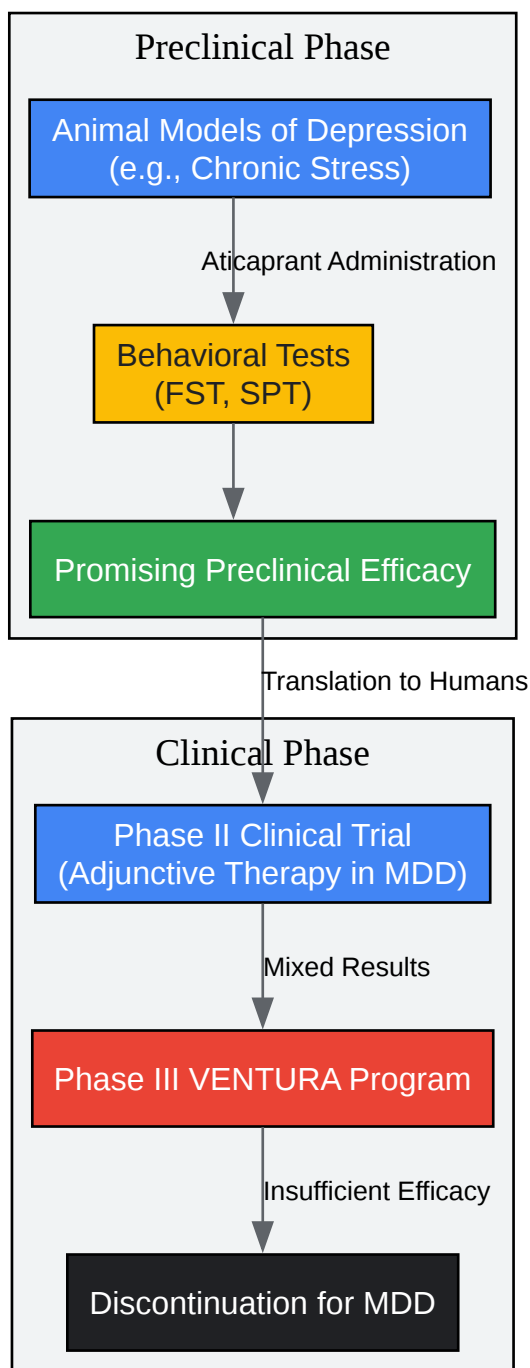 Preclinical Phase
Animal Models of Depression
(e.g., Chronic Stress)
Aticaprant Administration
Behavioral Tests
(FST, SPT)
Promising Preclinical Efficacy
Translation to Humans
Clinical Phase
Phase II Clinical Trial
(Adjunctive Therapy in MDD)
Mixed Results
Phase III VENTURA Program
Insufficient Efficacy
Discontinuation for MDD